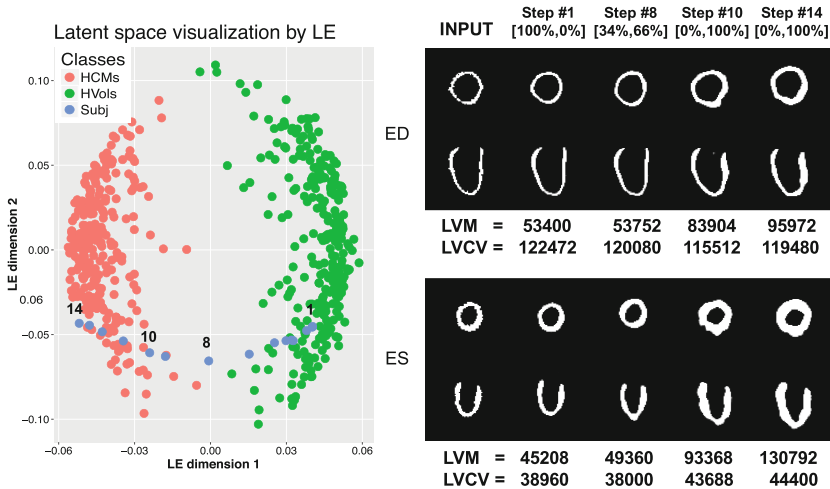 Latent space visualization by LE
Classes
HCMs
HVols
Subj
LE dimension 2
0.10
0.05
0.00
0.06
−0.05
−0.10
14
10
8
1
−0.06
−0.03
0.00
0.03
0.06
LE dimension 1
INPUT
Step #1 Step #8 Step #10 Step #14
[100%,0%] [34%,66%] [0%,100%] [0%,100%]
ED
LVM = 53400 53752 83904 95972
LVCV = 122472 120080 115512 119480
ES
LVM = 45208 49360 93368 130792
LVCV = 38960 38000 43688 44400